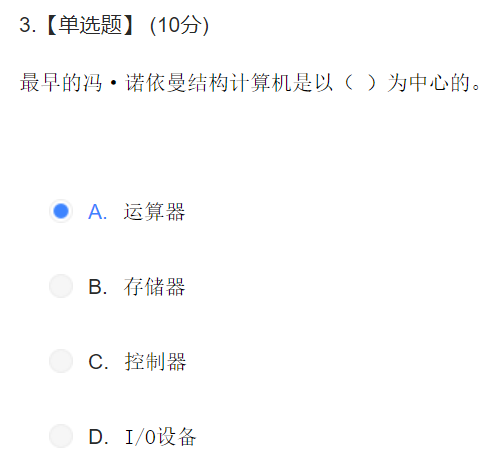 3.【单选题】 (10分)
最早的冯·诺依曼结构计算机是以（ ）为中心的。
A. 运算器
B. 存储器
C. 控制器
D. I/O设备